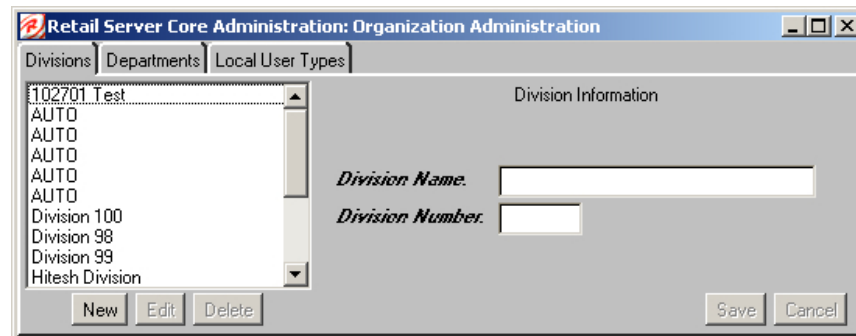 Retail Server Core Administration: Organization Administration
Divisions Departments Local User Types
102701 Test
AUTO
AUTO
AUTO
AUTO
AUTO
Division 100
Division 98
Division 99
Hitesh Division
Division Information
Division Name.
Division Number.
New Edit Delete
Save Cancel